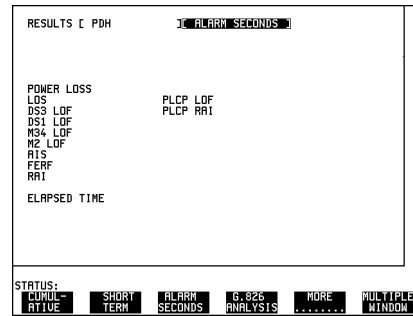 RESULTS [ PDH ][ ALARM SECONDS ]
POWER LOSS
LOS PLCP LOF
DS3 LOF PLCP RAI
DS1 LOF
M34 LOF
M2 LOF
AIS
FERF
RAI
ELAPSED TIME
STATUS:
CUMUL- SHORT ALARM G.826 MORE MULTIPLE
ATIVE TERM SECONDS ANALYSIS ........ WINDOW